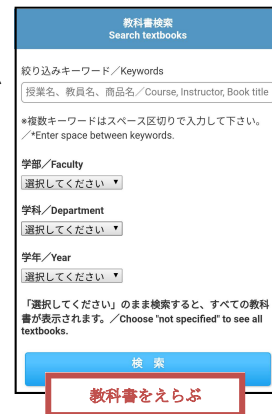 教科書検索
Search textbooks
絞り込みキーワード／Keywords
授業名、教員名、商品名／Course, Instructor, Book title
※複数キーワードはスペース区切りで入力して下さい。
／*Enter space between keywords.
学部／Faculty
選択してください ▼
学科／Department
選択してください ▼
学年／Year
選択してください ▼
「選択してください」のまま検索すると、すべての教科
書が表示されます。／Choose "not specified" to see all
textbooks.
検 索
教科書をえらぶ